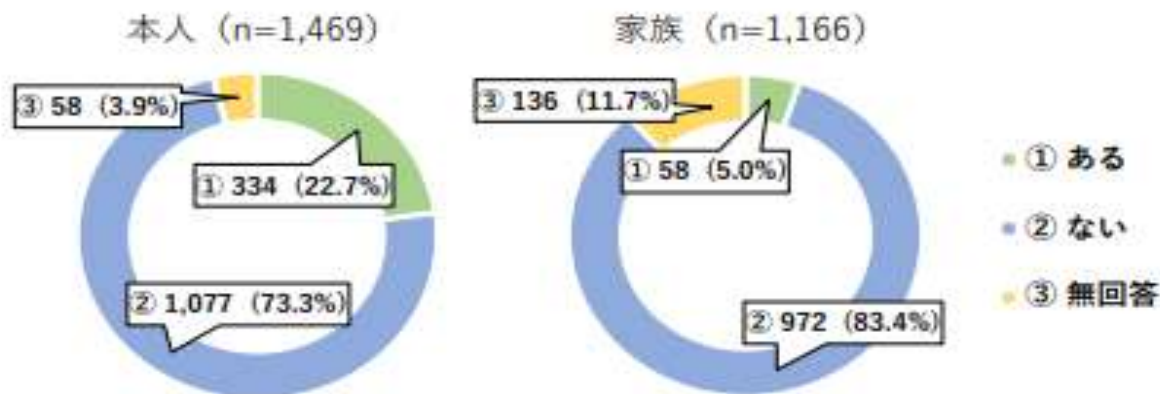 本人（n=1,469）
③ 58（3.9%）
① 334（22.7%）
② 1,077（73.3%）
家族（n=1,166）
③ 136（11.7%）
① 58（5.0%）
② 972（83.4%）
① ある
② ない
③ 無回答